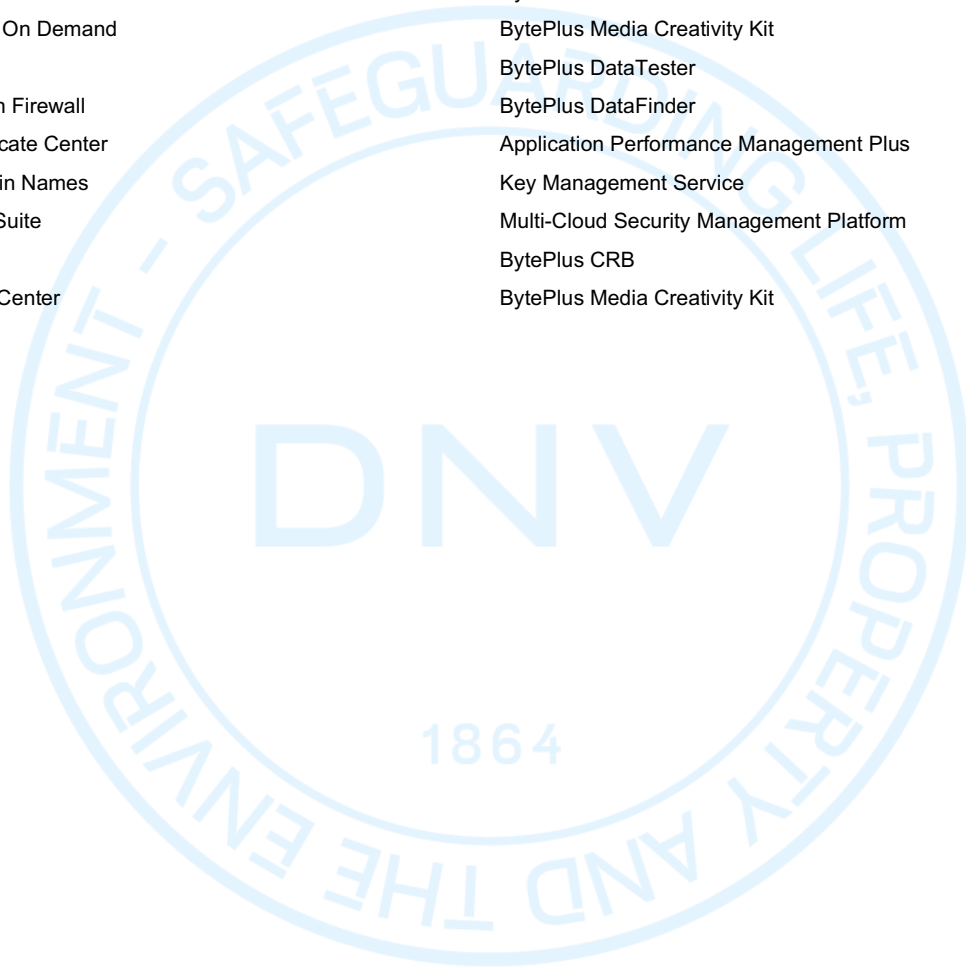 On Demand
BytePlus Media Creativity Kit
BytePlus DataTester
Firewall
BytePlus DataFinder
Center
Application Performance Management Plus
Names
Key Management Service
Suite
Multi-Cloud Security Management Platform
BytePlus CRB
Center
BytePlus Media Creativity Kit
SAFEGUARDING LIFE, PROPERTY AND THE ENVIRONMENT -
DNV
1864